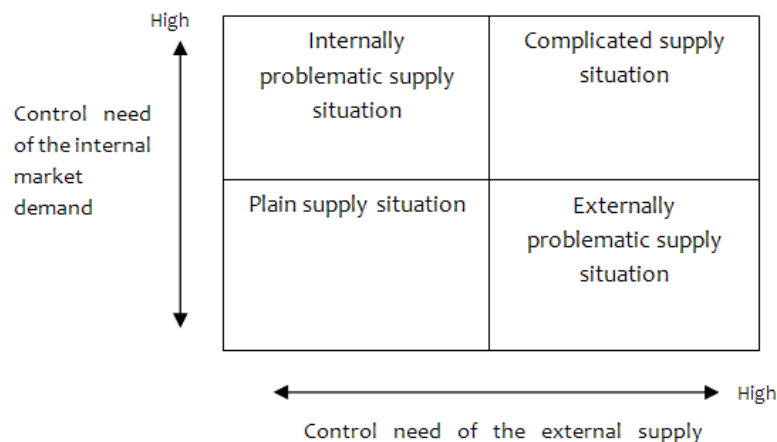 High
Internally
problematic supply
situation
Complicated supply
situation
Control need
of the internal
market
demand
Plain supply situation
Externally
problematic supply
situation
High
Control need of the external supply